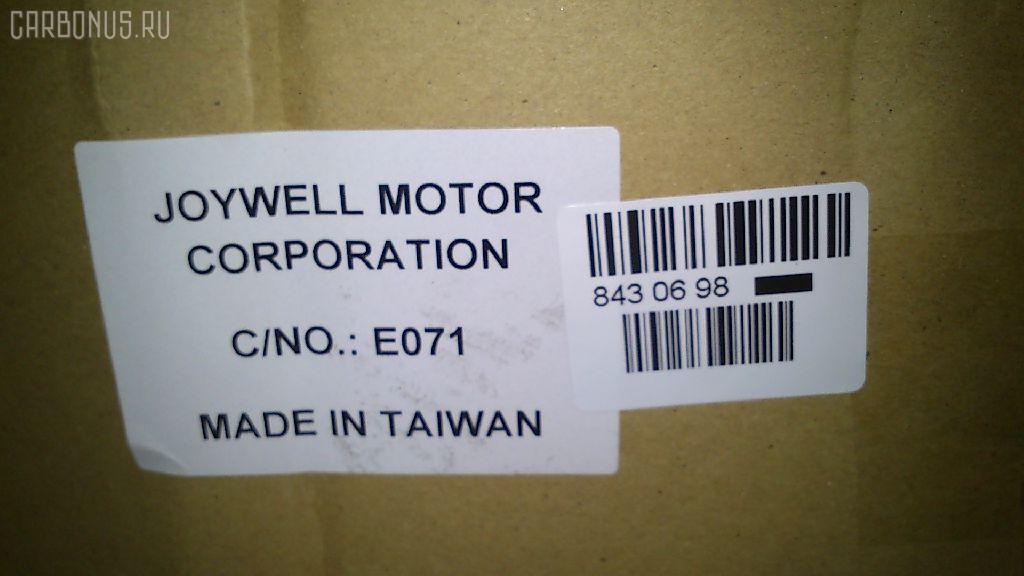 CARBONUS.RU
JOYWELL MOTOR
CORPORATION
C/NO.: E071
MADE IN TAIWAN
843 06 98